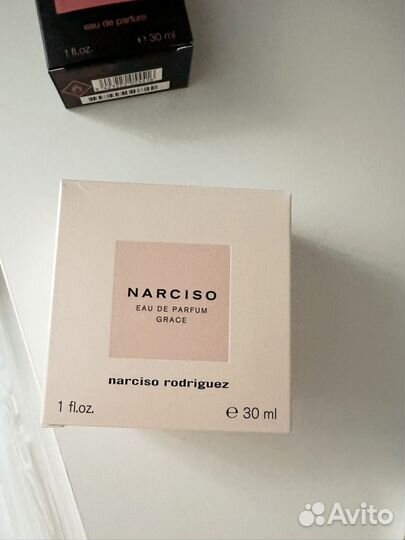 eau de parfum
1 fl.oz. ℮ 30 ml
NARCISO
EAU DE PARFUM
GRACE
narciso rodriguez
1 fl.oz. ℮ 30 ml
Avito